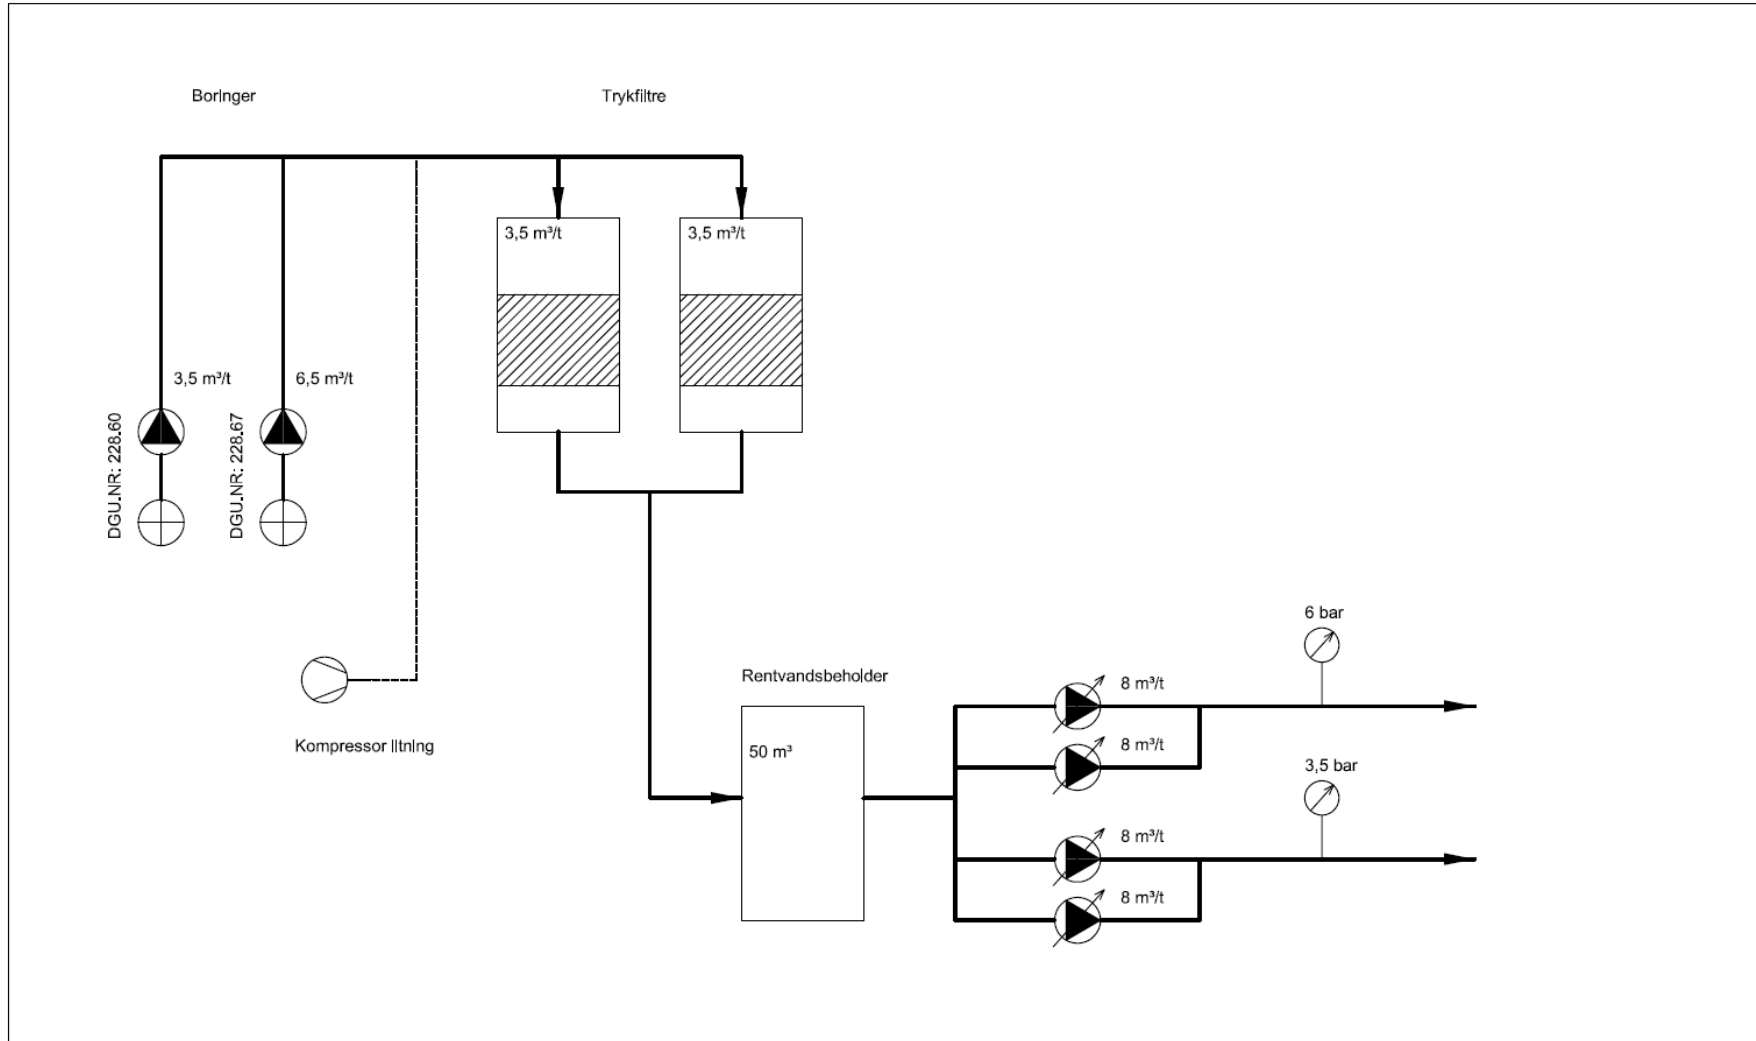 Boringer
Trykfiltre
3,5 m³/t
3,5 m³/t
3,5 m³/t
6,5 m³/t
DGU.NR: 228.60
DGU.NR: 228.67
6 bar
Rentvandsbeholder
8 m³/t
Kompressor iltning
50 m³
8 m³/t
3,5 bar
8 m³/t
8 m³/t